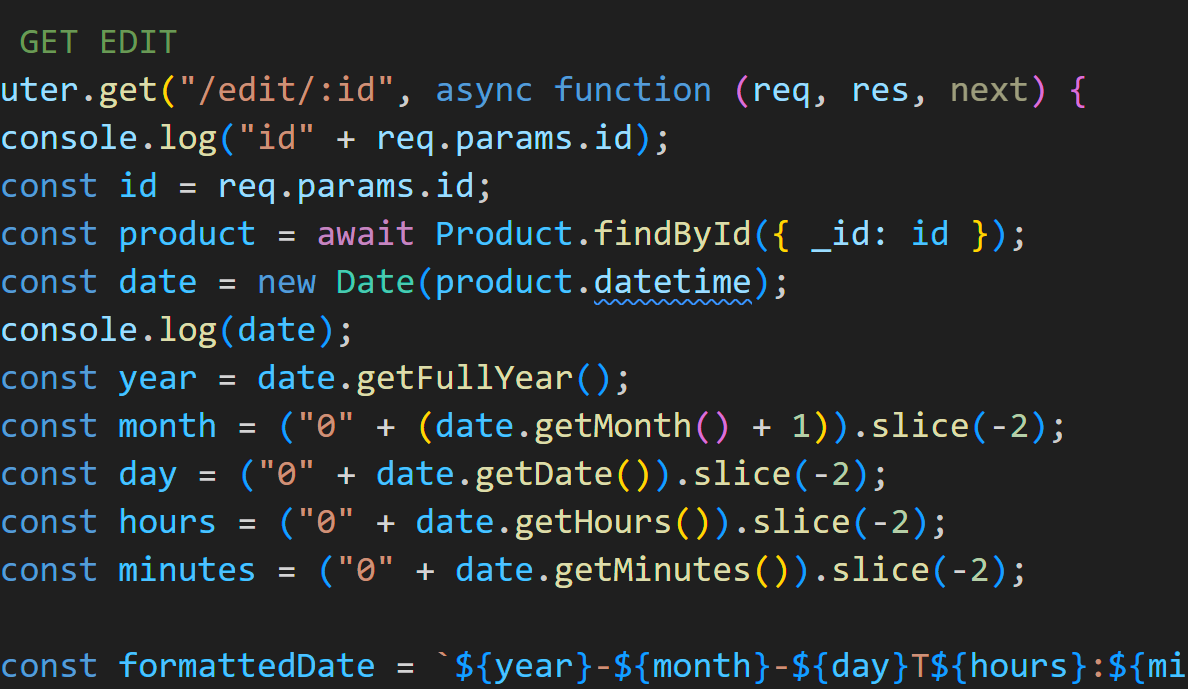 GET EDIT
uter.get("/edit/:id", async function (req, res, next) {
console.log("id" + req.params.id);
const id = req.params.id;
const product = await Product.findById({ _id: id });
const date = new Date(product.datetime);
console.log(date);
const year = date.getFullYear();
const month = ("0" + (date.getMonth() + 1)).slice(-2);
const day = ("0" + date.getDate()).slice(-2);
const hours = ("0" + date.getHours()).slice(-2);
const minutes = ("0" + date.getMinutes()).slice(-2);
const formattedDate = `${year}-${month}-${day}T${hours}:${mi